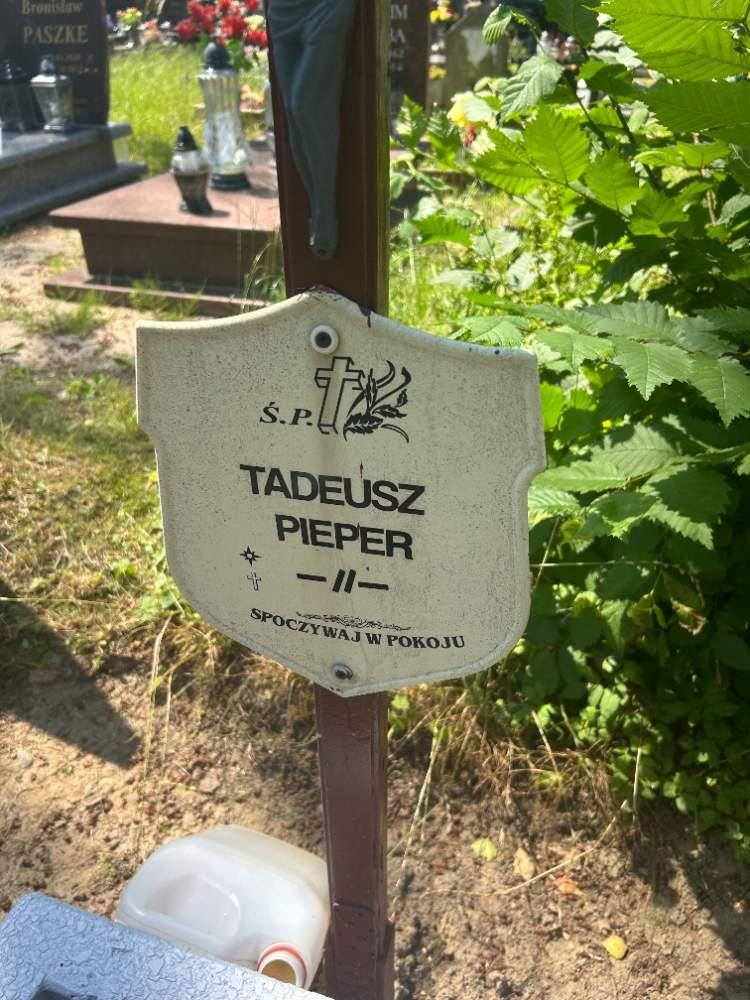 Bronisław
PASZKE
Ś.P.
TADEUSZ
PIEPER
—//—
SPOCZYWAJ W POKOJU